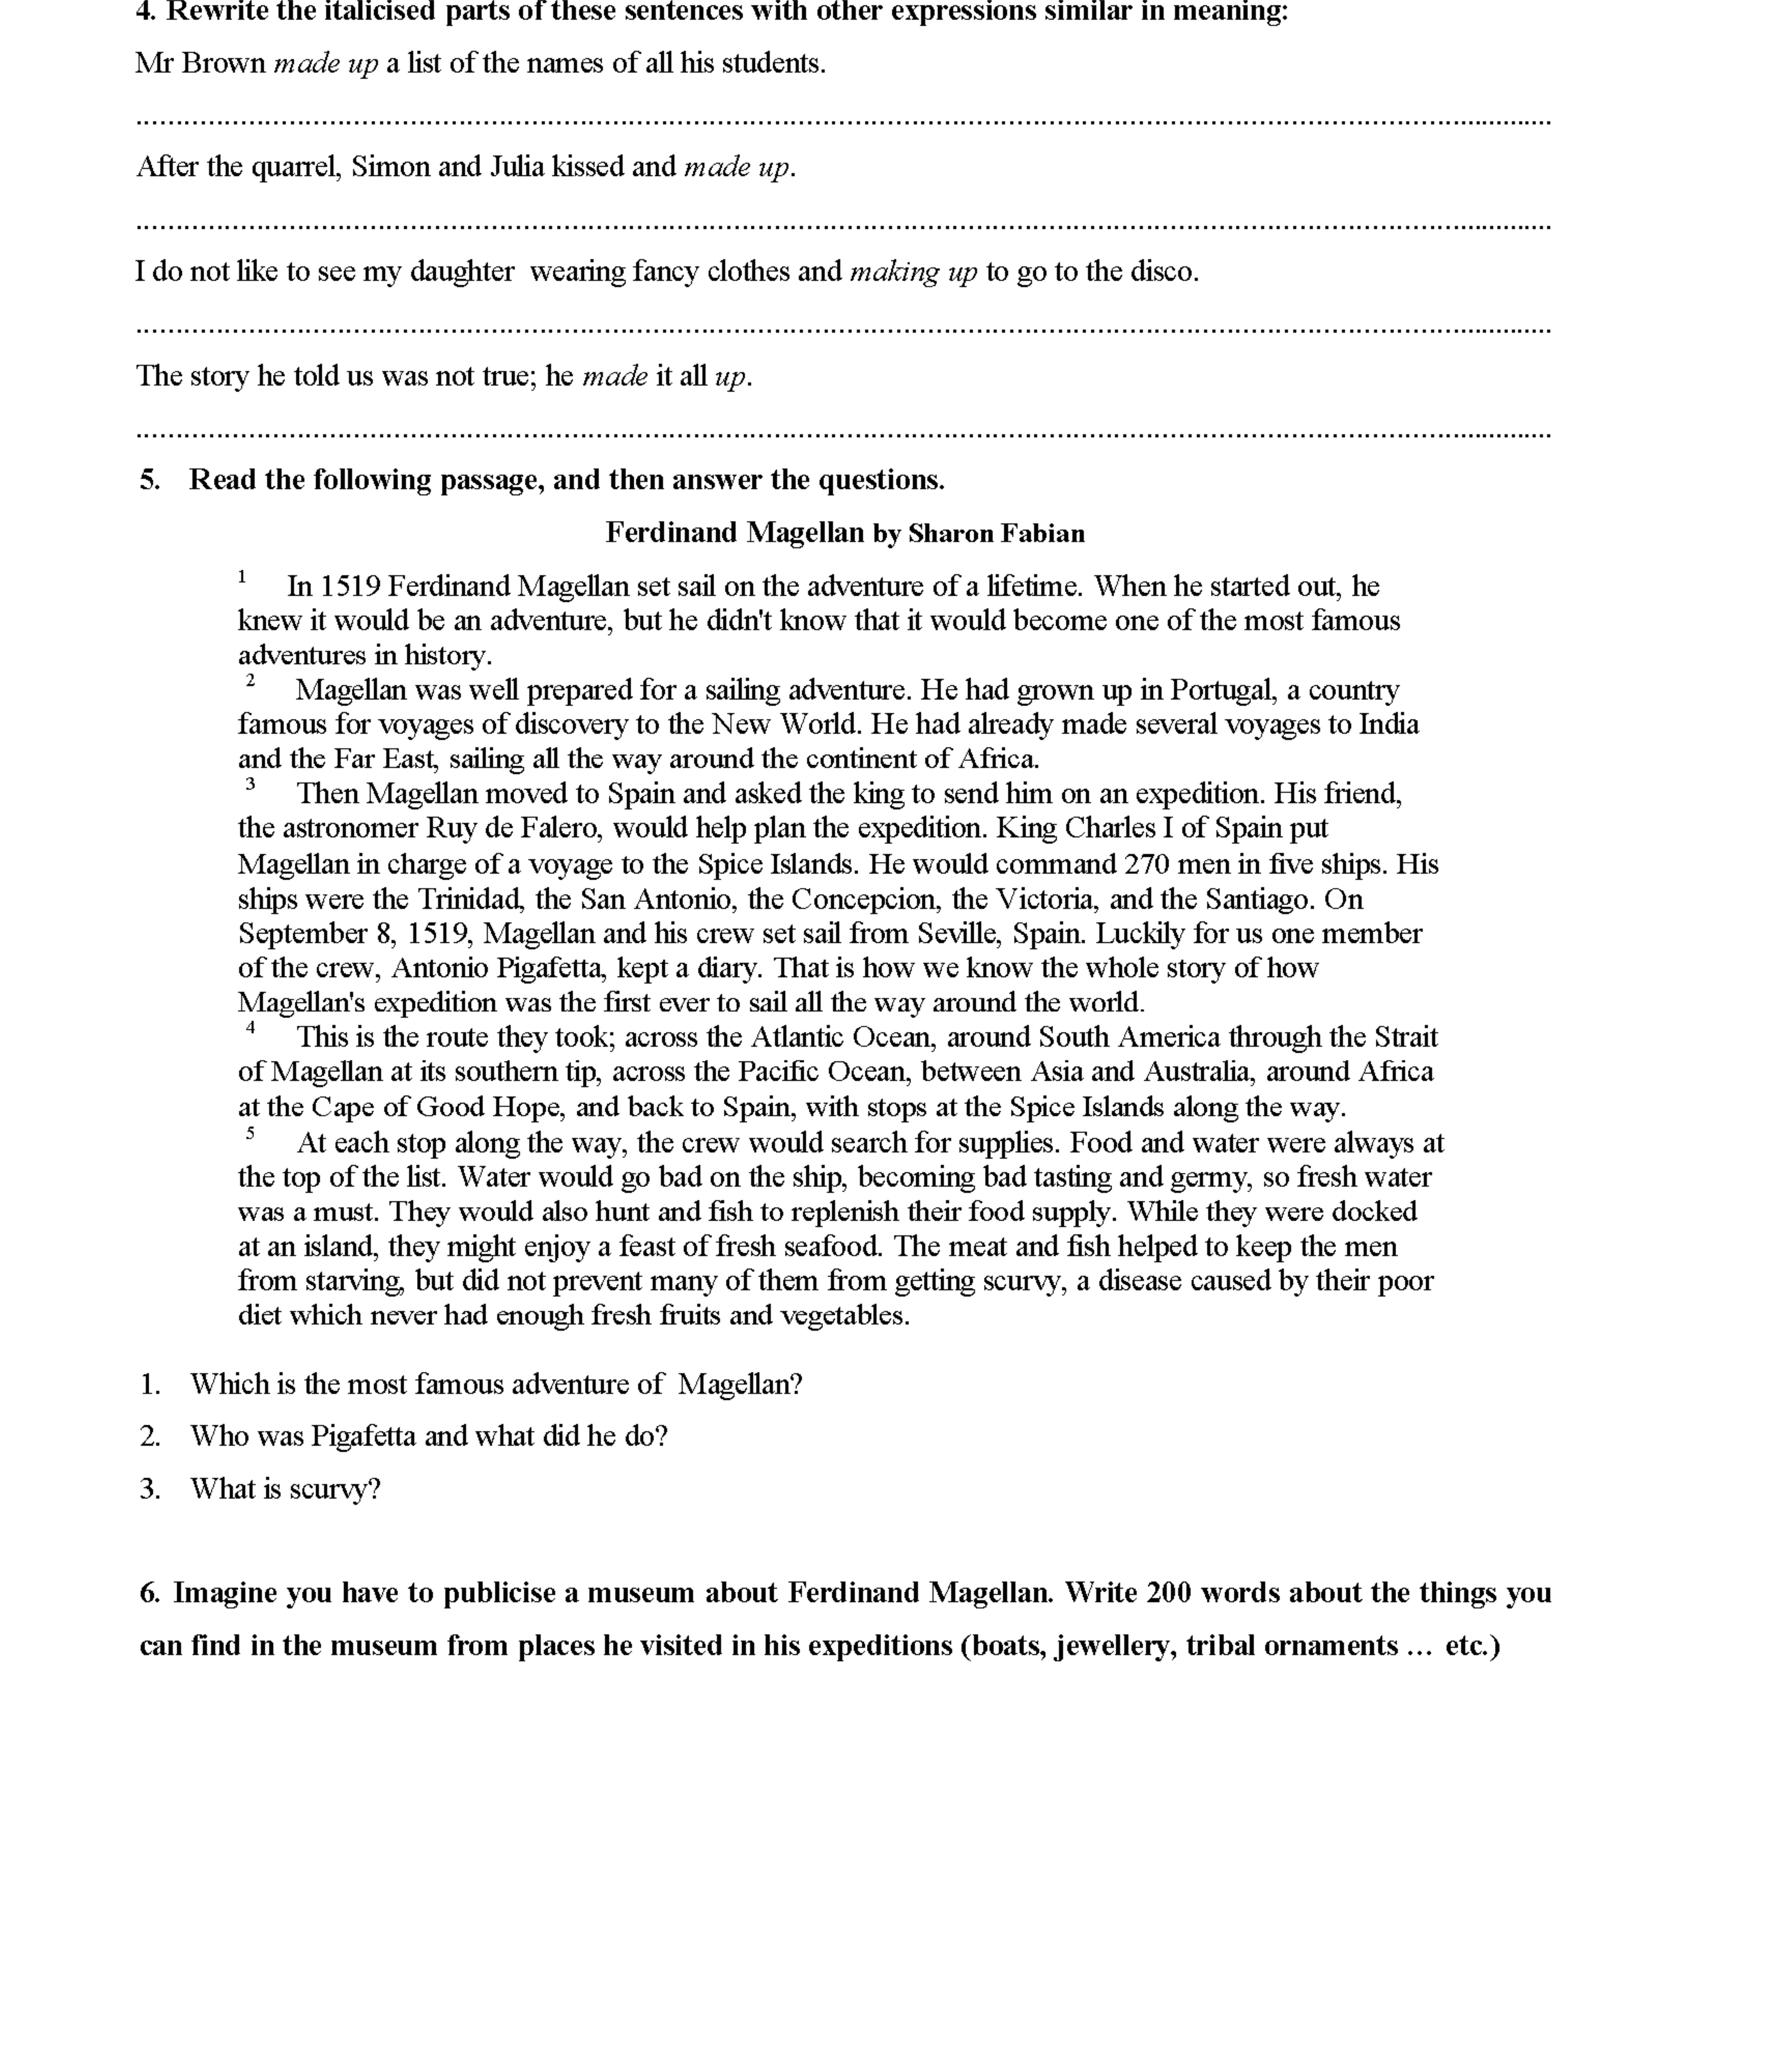 4. Rewrite the italicised parts of these sentences with other expressions similar in meaning:
Mr Brown made up a list of the names of all his students.
................................................................................
After the quarrel, Simon and Julia kissed and made up.
................................................................................
I do not like to see my daughter  wearing fancy clothes and making up to go to the disco.
................................................................................
The story he told us was not true; he made it all up.
................................................................................
5. Read the following passage, and then answer the questions.
Ferdinand Magellan by Sharon Fabian
1 In 1519 Ferdinand Magellan set sail on the adventure of a lifetime. When he started out, he
knew it would be an adventure, but he didn't know that it would become one of the most famous
adventures in history.
2 Magellan was well prepared for a sailing adventure. He had grown up in Portugal, a country
famous for voyages of discovery to the New World. He had already made several voyages to India
and the Far East, sailing all the way around the continent of Africa.
3 Then Magellan moved to Spain and asked the king to send him on an expedition. His friend,
the astronomer Ruy de Falero, would help plan the expedition. King Charles I of Spain put
Magellan in charge of a voyage to the Spice Islands. He would command 270 men in five ships. His
ships were the Trinidad, the San Antonio, the Concepcion, the Victoria, and the Santiago. On
September 8, 1519, Magellan and his crew set sail from Seville, Spain. Luckily for us one member
of the crew, Antonio Pigafetta, kept a diary. That is how we know the whole story of how
Magellan's expedition was the first ever to sail all the way around the world.
4 This is the route they took; across the Atlantic Ocean, around South America through the Strait
of Magellan at its southern tip, across the Pacific Ocean, between Asia and Australia, around Africa
at the Cape of Good Hope, and back to Spain, with stops at the Spice Islands along the way.
5 At each stop along the way, the crew would search for supplies. Food and water were always at
the top of the list. Water would go bad on the ship, becoming bad tasting and germy, so fresh water
was a must. They would also hunt and fish to replenish their food supply. While they were docked
at an island, they might enjoy a feast of fresh seafood. The meat and fish helped to keep the men
from starving, but did not prevent many of them from getting scurvy, a disease caused by their poor
diet which never had enough fresh fruits and vegetables.
1. Which is the most famous adventure of  Magellan?
2. Who was Pigafetta and what did he do?
3. What is scurvy?
6. Imagine you have to publicise a museum about Ferdinand Magellan. Write 200 words about the things you
can find in the museum from places he visited in his expeditions (boats, jewellery, tribal ornaments … etc.)